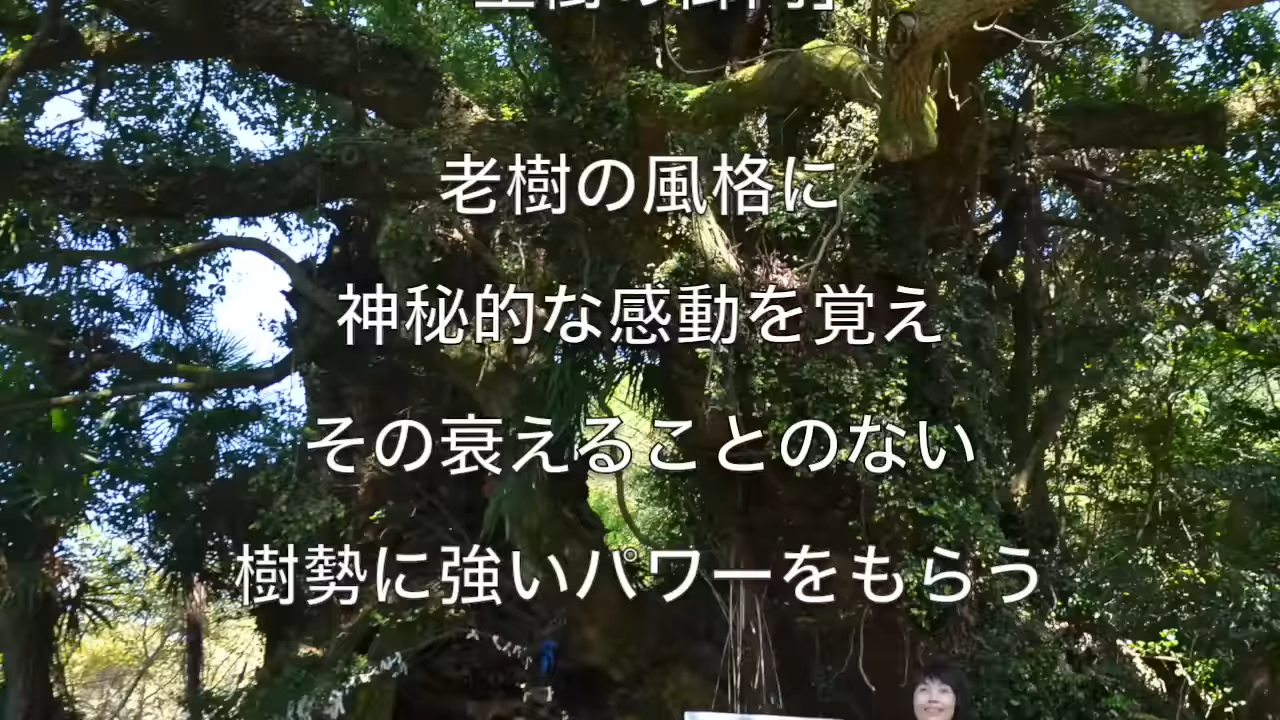 老樹の風格に
神秘的な感動を覚え
その衰えることのない
樹勢に強いパワーをもらう